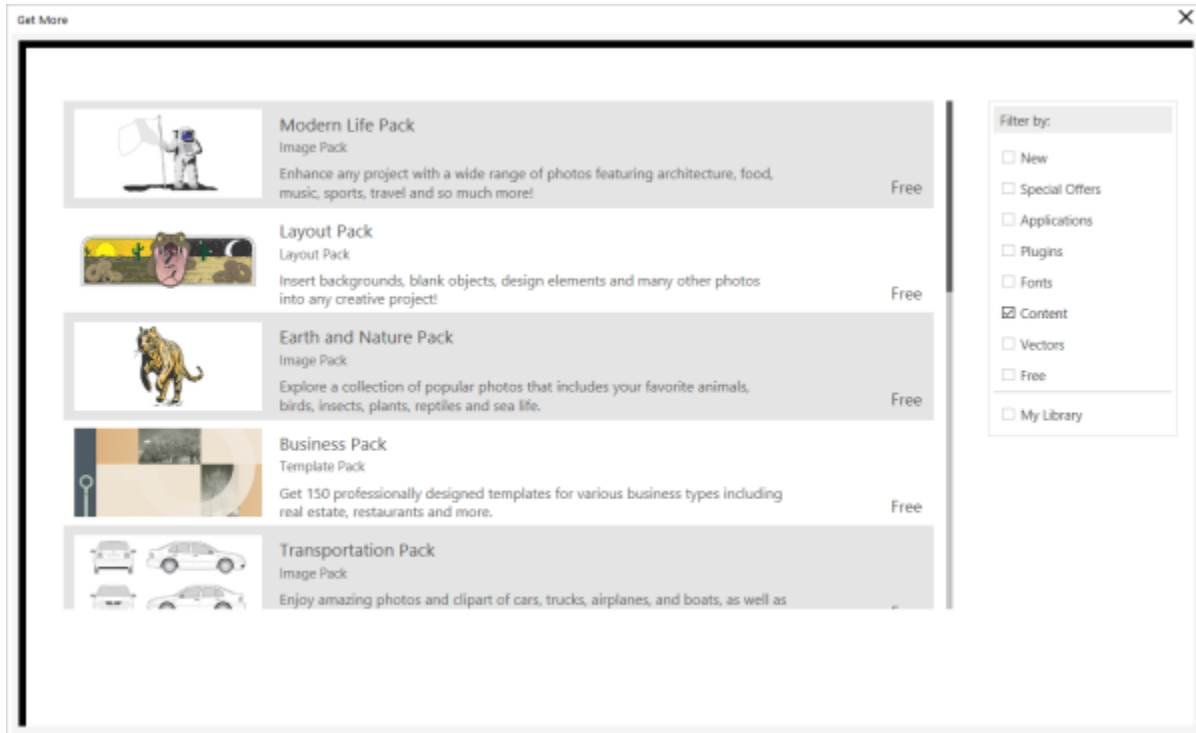 Get More
Modern Life Pack
Image Pack
Enhance any project with a wide range of photos featuring architecture, food,
music, sports, travel and so much more!
Free
Layout Pack
Layout Pack
Insert backgrounds, blank objects, design elements and many other photos
into any creative project!
Free
Earth and Nature Pack
Image Pack
Explore a collection of popular photos that includes your favorite animals,
birds, insects, plants, reptiles and sea life.
Free
Business Pack
Template Pack
Get 150 professionally designed templates for various business types including
real estate, restaurants and more.
Free
Transportation Pack
Image Pack
Enjoy amazing photos and clipart of cars, trucks, airplanes, and boats, as well as
Filter by:
New
Special Offers
Applications
Plugins
Fonts
Content
Vectors
Free
My Library